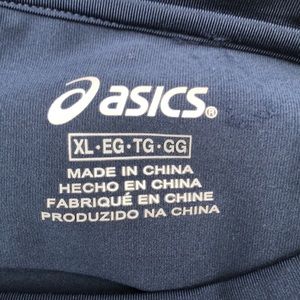 asics®
XL•EG•TG•GG
MADE IN CHINA
HECHO EN CHINA
FABRIQUÉ EN CHINE
PRODUZIDO NA CHINA